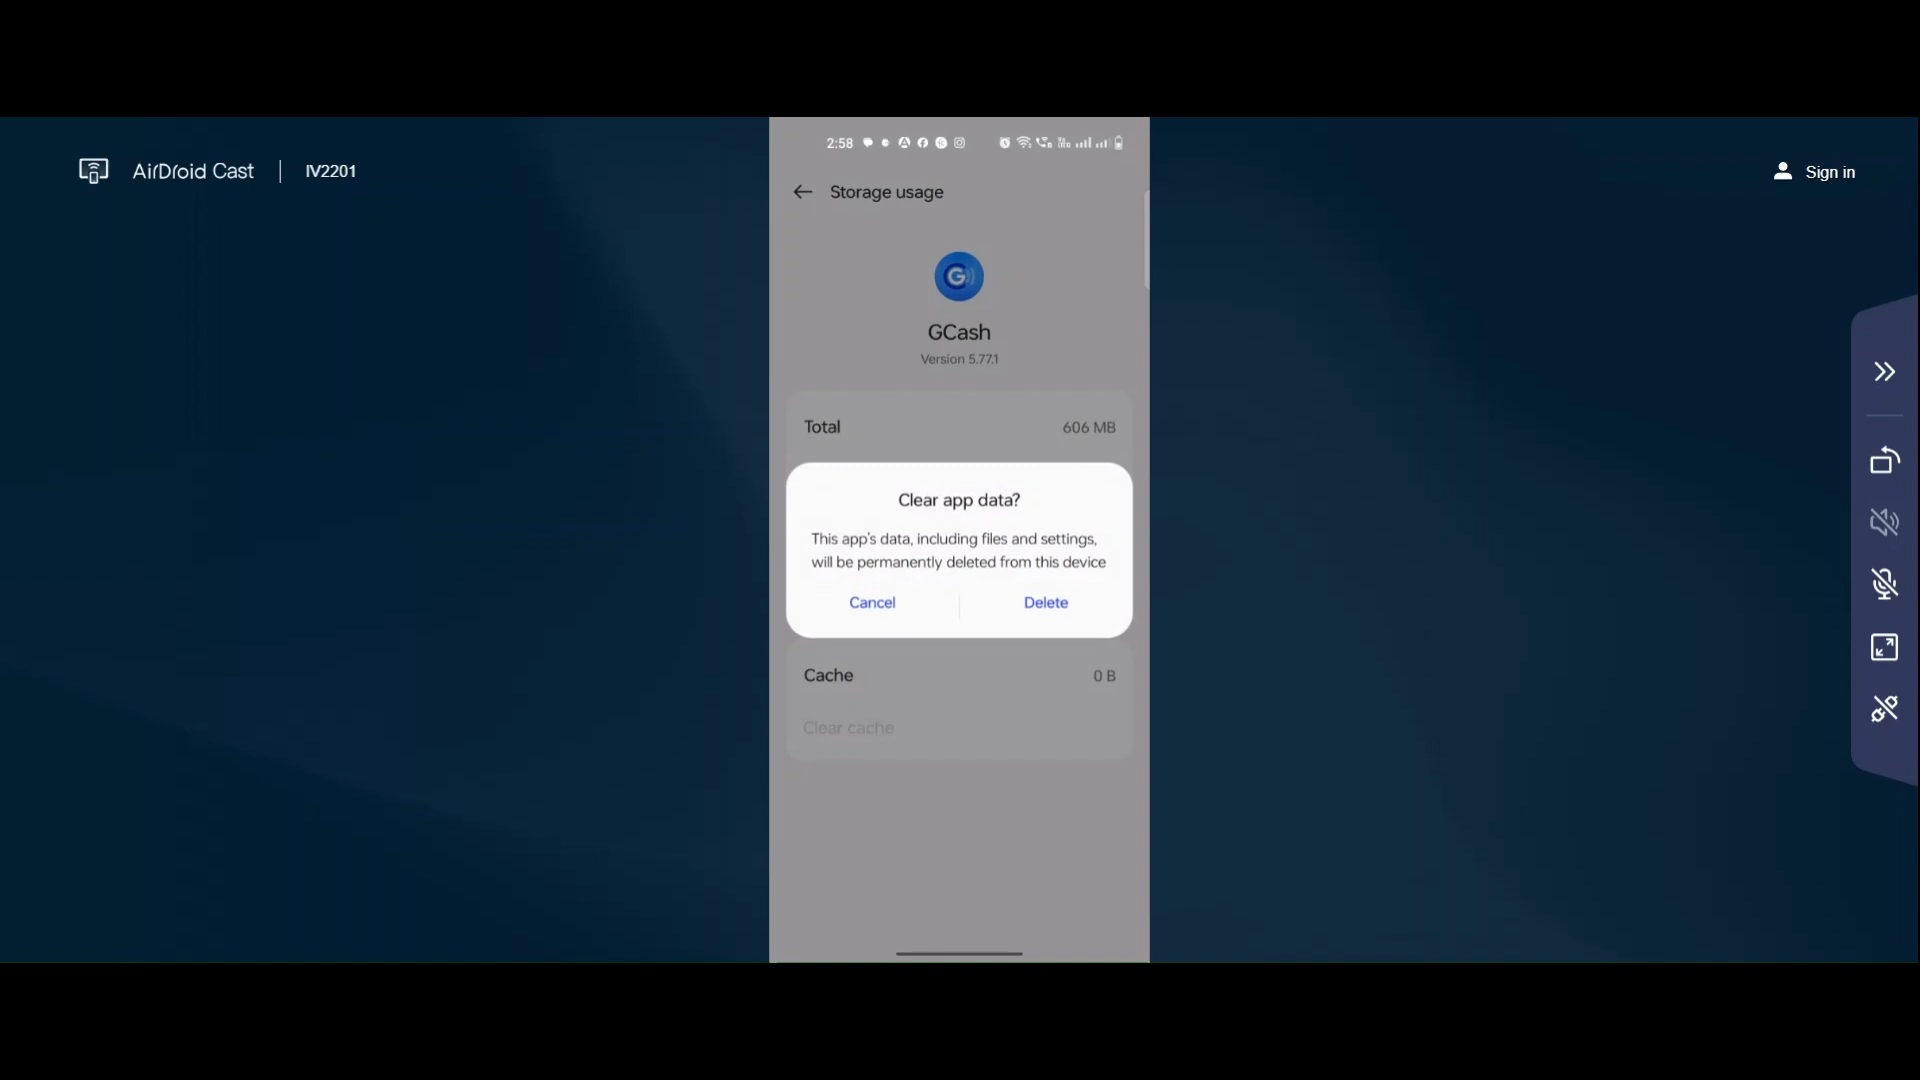 2:58
AirDroid Cast | IV2201
Sign in
Storage usage
GCash
Version 5.77.1
Total 606 MB
Clear app data?
This app's data, including files and settings,
will be permanently deleted from this device
Cancel Delete
Cache 0 B
Clear cache